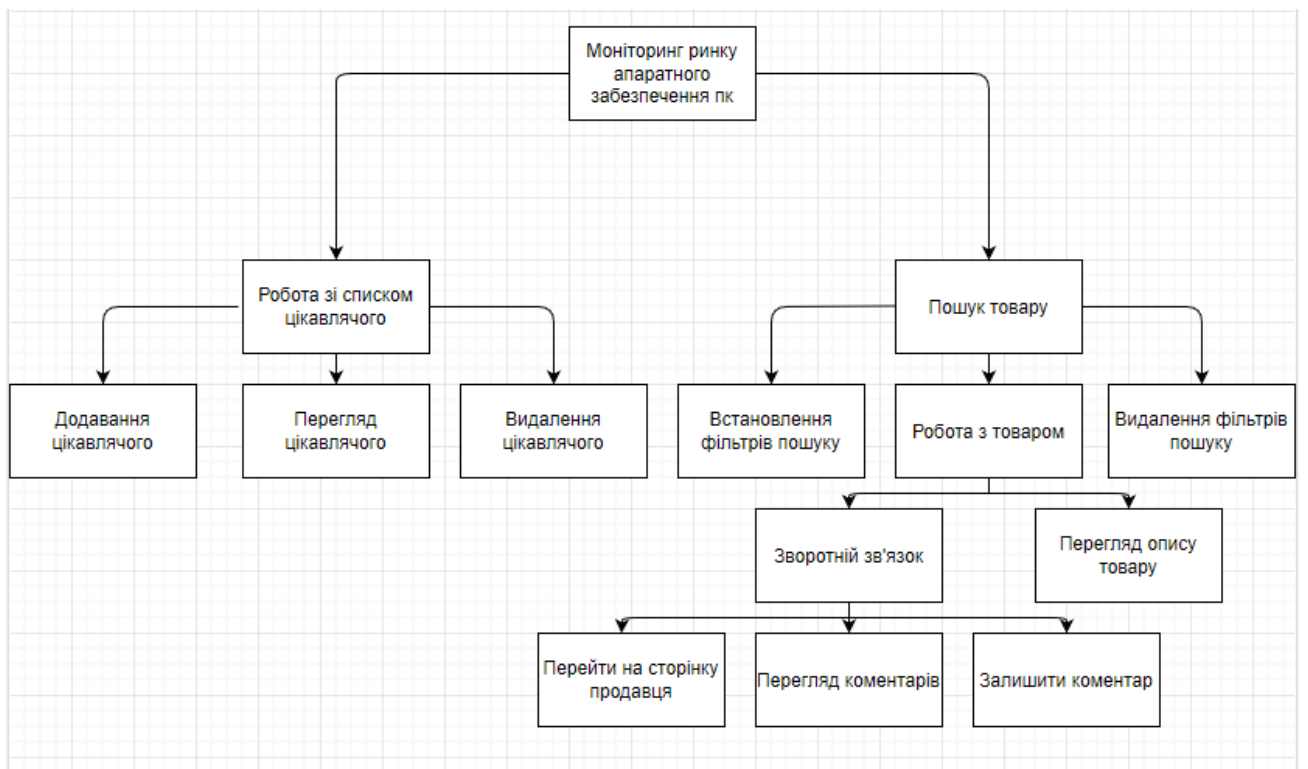 Моніторинг ринку
апаратного
забезпечення пк
Робота зі списком
цікавлячого
Пошук товару
Додавання
цікавлячого
Перегляд
цікавлячого
Видалення
цікавлячого
Встановлення
фільтрів пошуку
Робота з товаром
Видалення фільтрів
пошуку
Зворотній зв'язок
Перегляд опису
товару
Перейти на сторінку
продавця
Перегляд коментарів
Залишити коментар